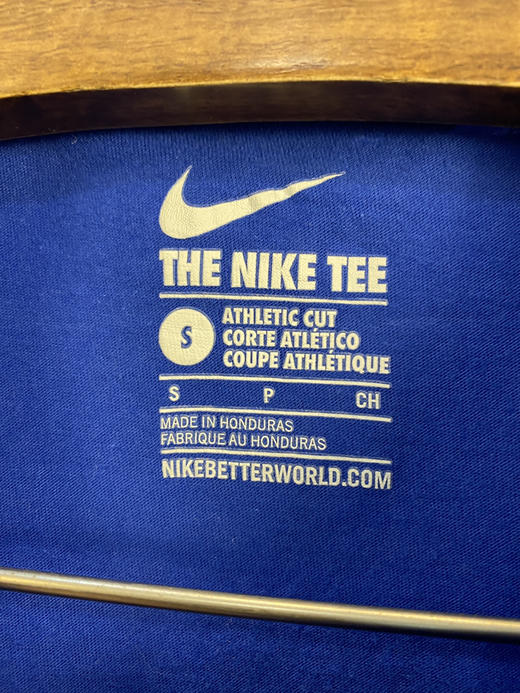 THE NIKE TEE
S
ATHLETIC CUT
CORTE ATLÉTICO
COUPE ATHLÉTIQUE
S P CH
MADE IN HONDURAS
FABRIQUE AU HONDURAS
NIKEBETTERWORLD.COM